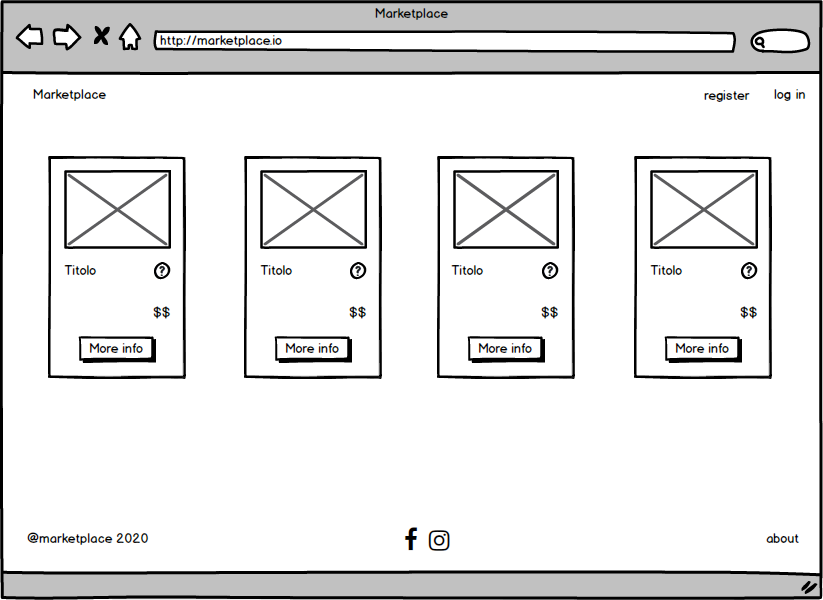 Marketplace
http://marketplace.io
Marketplace register log in
Titolo ? Titolo ? Titolo ? Titolo ?
$$ $$ $$ $$
More info More info More info More info
@marketplace 2020 about